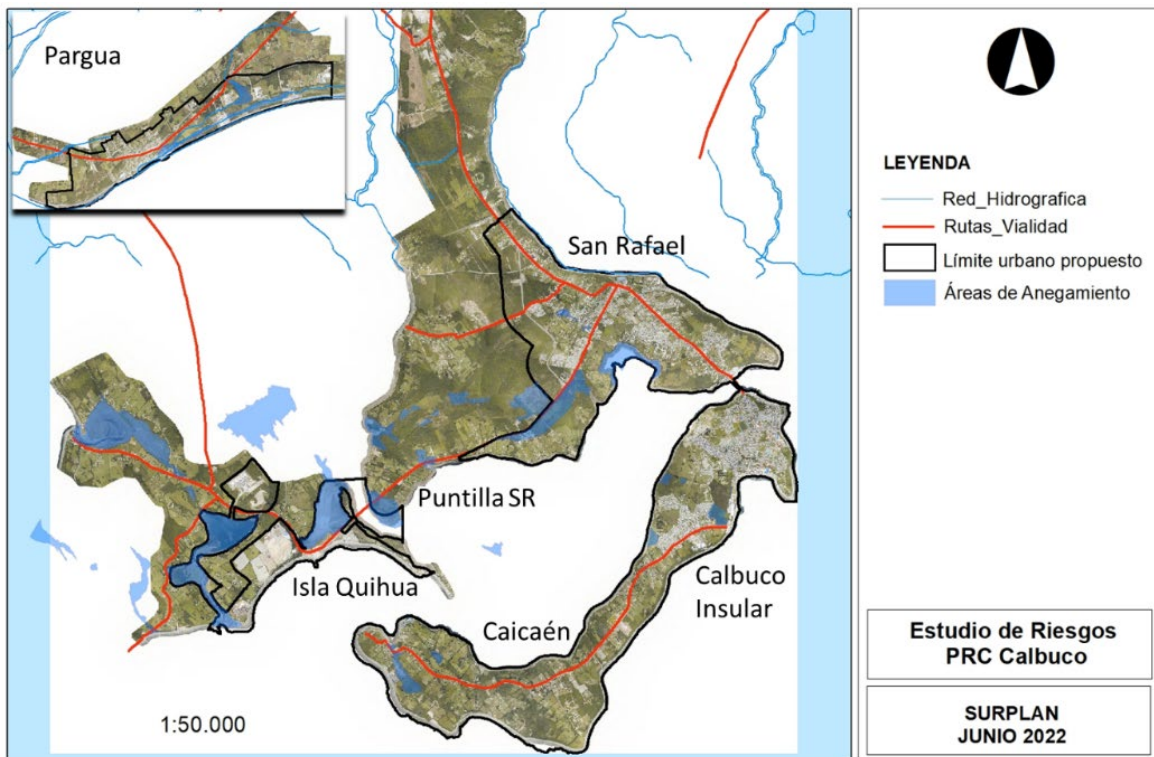 Pargua
San Rafael
Puntilla SR
Isla Quihua
Caicaén
Calbuco
Insular
1:50.000
LEYENDA
Red_Hidrografica
Rutas_Vialidad
Límite urbano propuesto
Áreas de Anegamiento
Estudio de Riesgos
PRC Calbuco
SURPLAN
JUNIO 2022